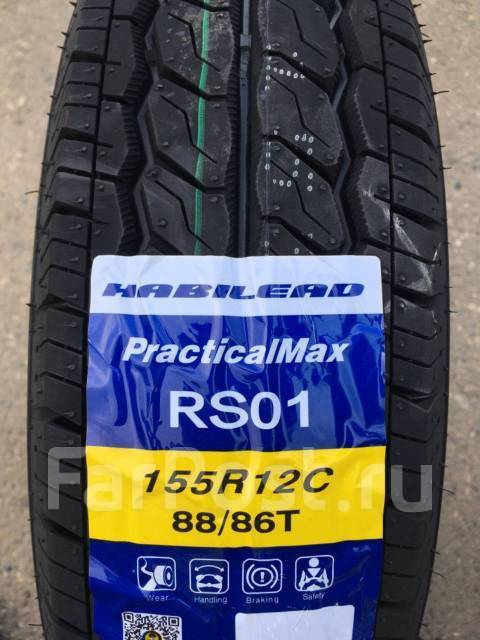 HABILEAD
PracticalMax
RS01
155R12C
88/86T
FarPost.ru
Wear Handling Braking Safety